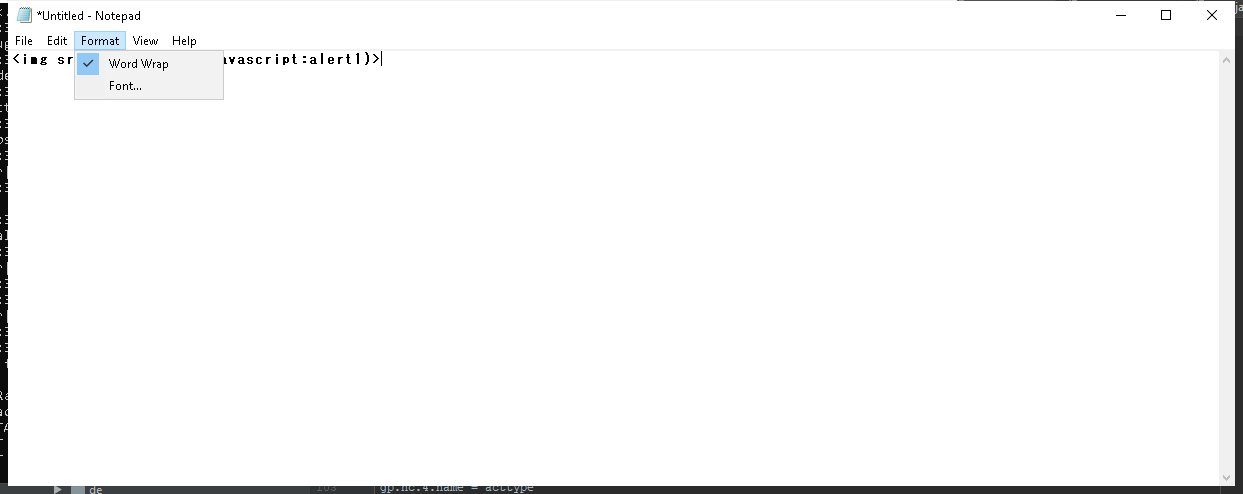 *Untitled - Notepad
File Edit Format View Help
<img sr avascript:alert1)>
Word Wrap
Font...
de
103 gp.nc.4.name = acctype